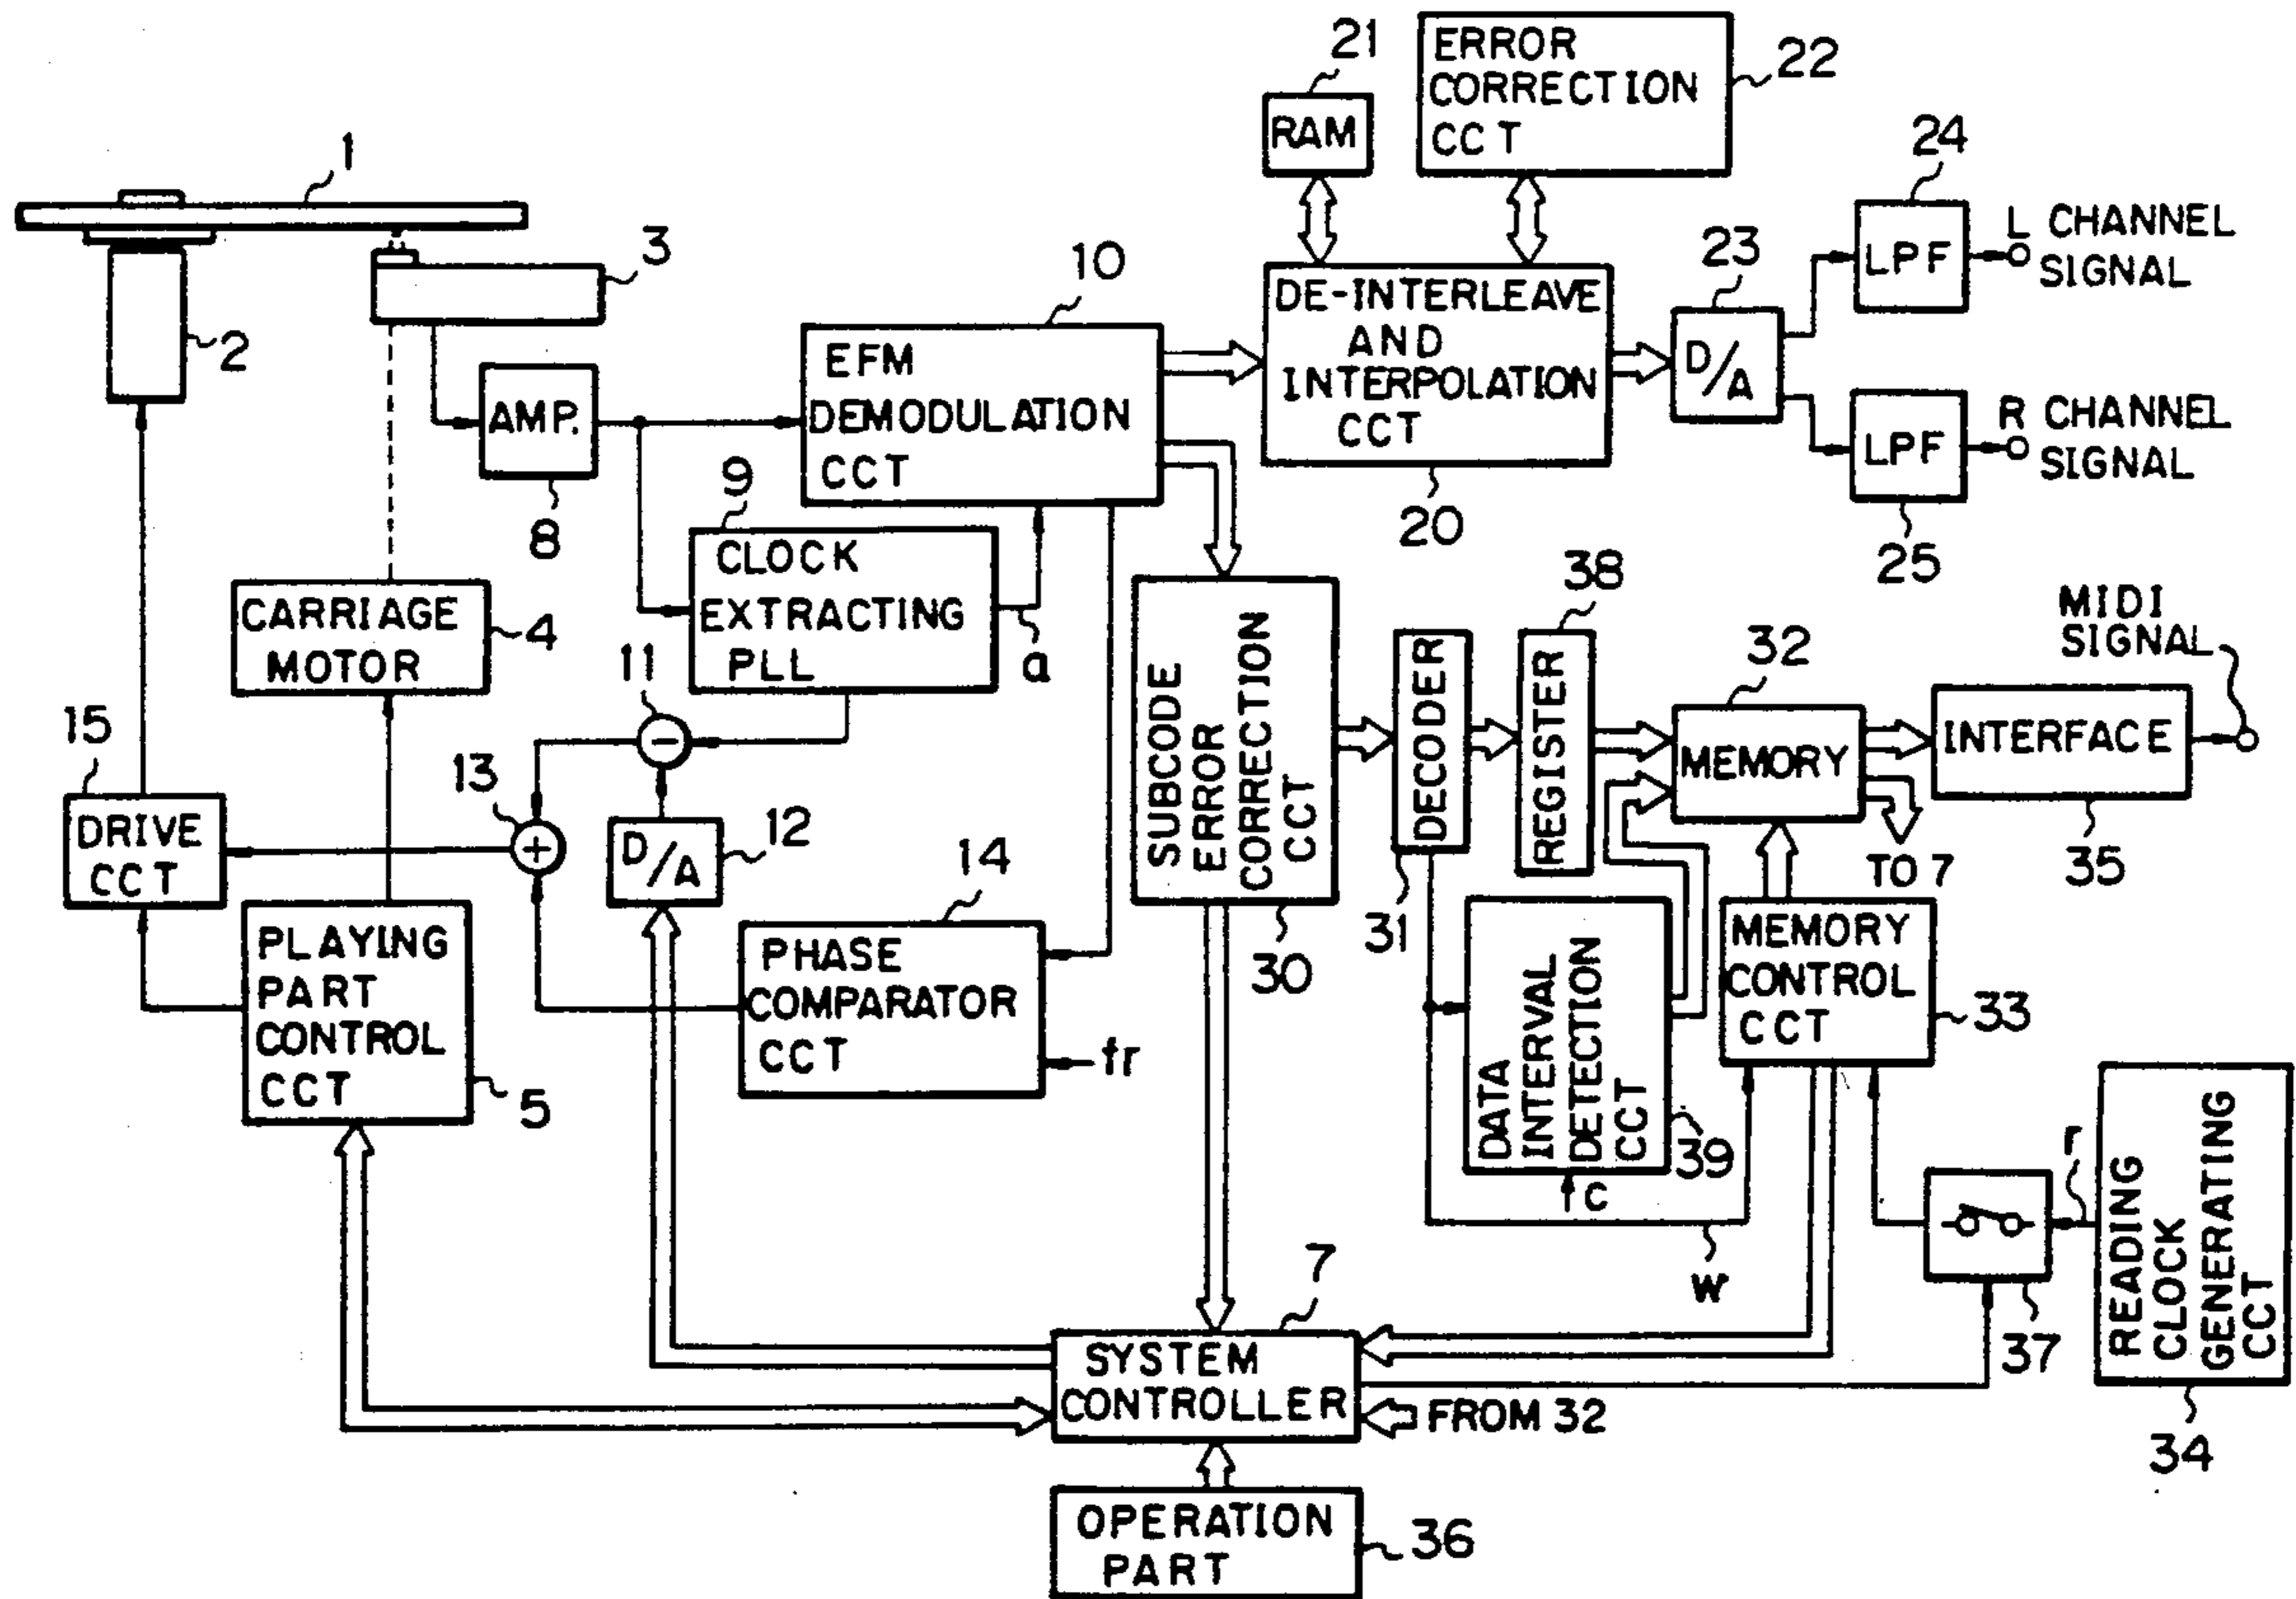 21
ERROR
CORRECTION
CCT
22
RAM
24
1
L CHANNEL
SIGNAL
LPF
3
10
23
DE-INTERLEAVE
AND
INTERPOLATION
CCT
D/A
2
EFM
DEMODULATION
CCT
AMP.
R CHANNEL
SIGNAL
LPF
8
9
20
25
CLOCK
EXTRACTING
PLL
a
38
MIDI
SIGNAL
CARRIAGE
MOTOR
4
11
32
SUBCODE
ERROR
CORRECTION
CCT
DECODER
REGISTER
MEMORY
INTERFACE
15
13
−
DRIVE
CCT
+
D/A
12
14
TO 7
35
31
30
PLAYING
PART
CONTROL
CCT
5
PHASE
COMPARATOR
CCT
fr
DATA
INTERVAL
DETECTION
CCT
39
MEMORY
CONTROL
CCT
33
c
r
READING
CLOCK
GENERATING
CCT
w
7
37
SYSTEM
CONTROLLER
FROM 32
34
OPERATION
PART
36